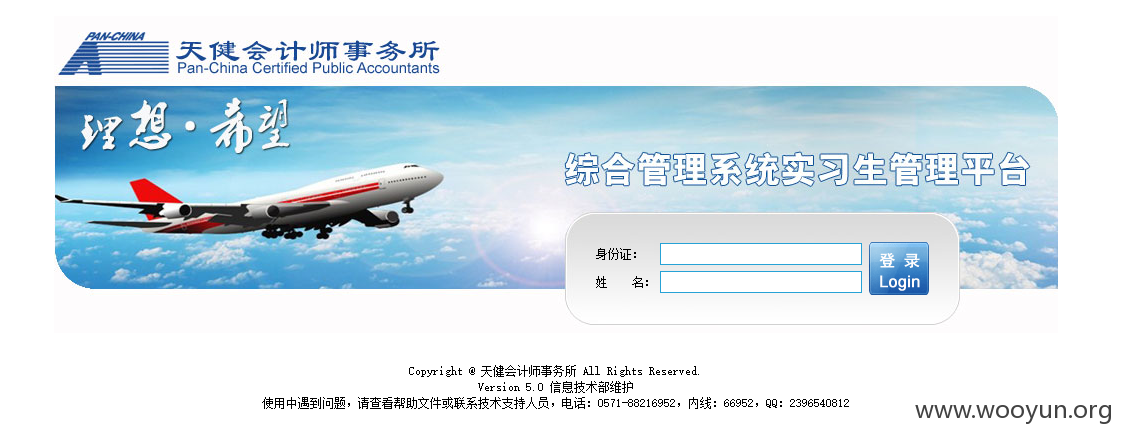 PAN-CHINA
天健会计师事务所
Pan-China Certified Public Accountants
理想·希望
综合管理系统实习生管理平台
身份证：
登 录
姓 名：
Login
Copyright @ 天健会计师事务所 All Rights Reserved.
Version 5.0 信息技术部维护
使用中遇到问题，请查看帮助文件或联系技术支持人员，电话：0571-88216952，内线：66952，QQ：2396540812
www.wooyun.org